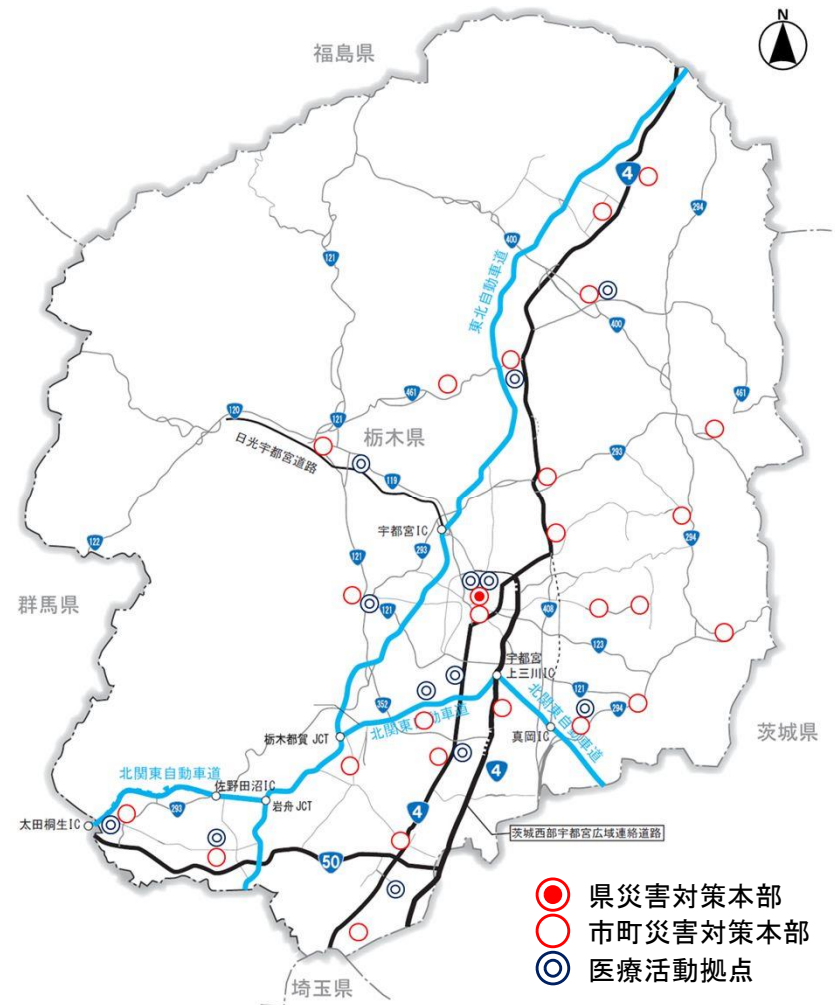 N
福島県
4
294
400
121
東北自動車道
400
461
461
120
121
栃木県
日光宇都宮道路
119
293
宇都宮IC
293
294
122
121
群馬県
121
408
123
宇都宮
上三川IC
121
294
352
北関東自動車道
北関東自動車道
真岡IC
茨城県
栃木都賀JCT
北関東自動車道
佐野田沼IC
293
岩舟JCT
太田桐生IC
4
4
茨城西部宇都宮広域連絡道路
50
県災害対策本部
市町災害対策本部
医療活動拠点
埼玉県